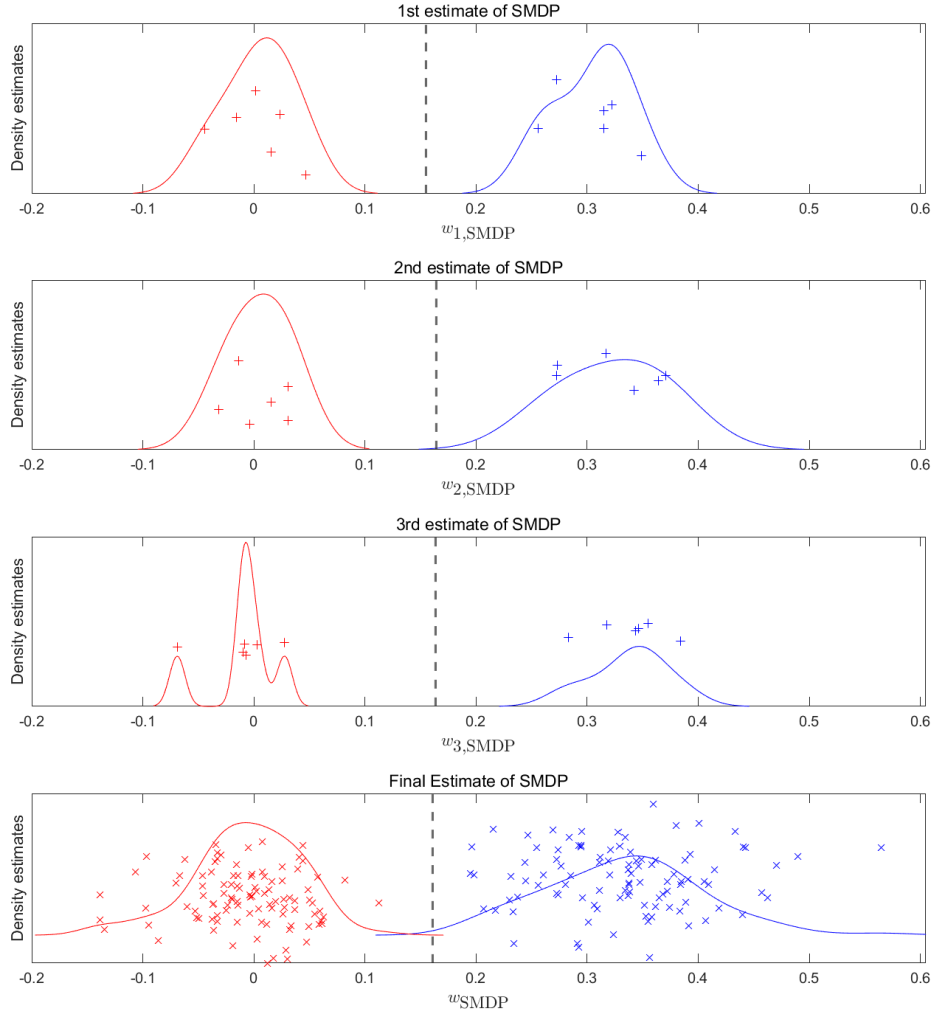 1st estimate of SMDP
Density estimates
-0.2 -0.1 0 0.1 0.2 0.3 0.4 0.5 0.6
w1,SMDP
2nd estimate of SMDP
Density estimates
-0.2 -0.1 0 0.1 0.2 0.3 0.4 0.5 0.6
w2,SMDP
3rd estimate of SMDP
Density estimates
-0.2 -0.1 0 0.1 0.2 0.3 0.4 0.5 0.6
w3,SMDP
Final Estimate of SMDP
Density estimates
-0.2 -0.1 0 0.1 0.2 0.3 0.4 0.5 0.6
wSMDP